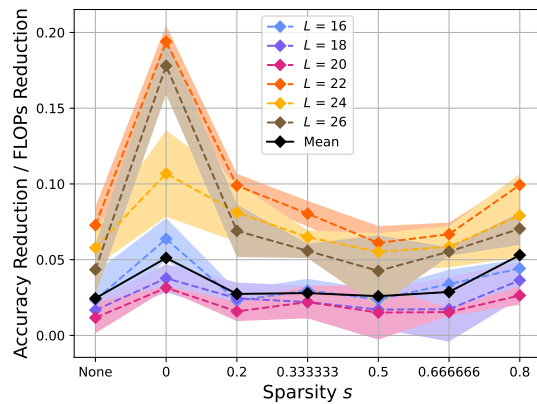 Accuracy Reduction / FLOPs Reduction
0.20
0.15
0.10
0.05
0.00
L = 16
L = 18
L = 20
L = 22
L = 24
L = 26
Mean
None 0 0.2 0.333333 0.5 0.666666 0.8
Sparsity s